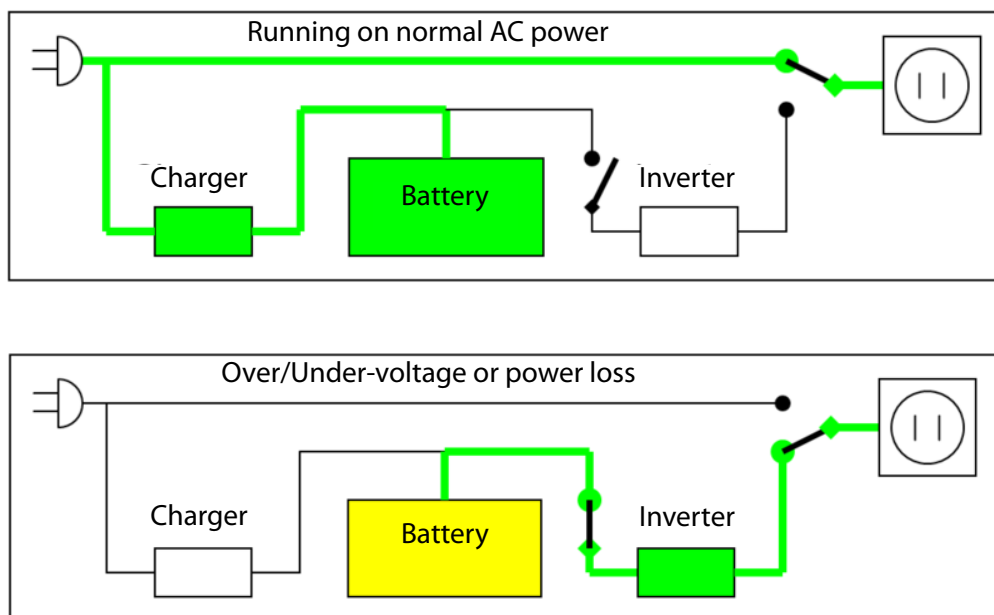 Running on normal AC power
Charger
Battery
Inverter
Over/Under-voltage or power loss
Charger
Battery
Inverter